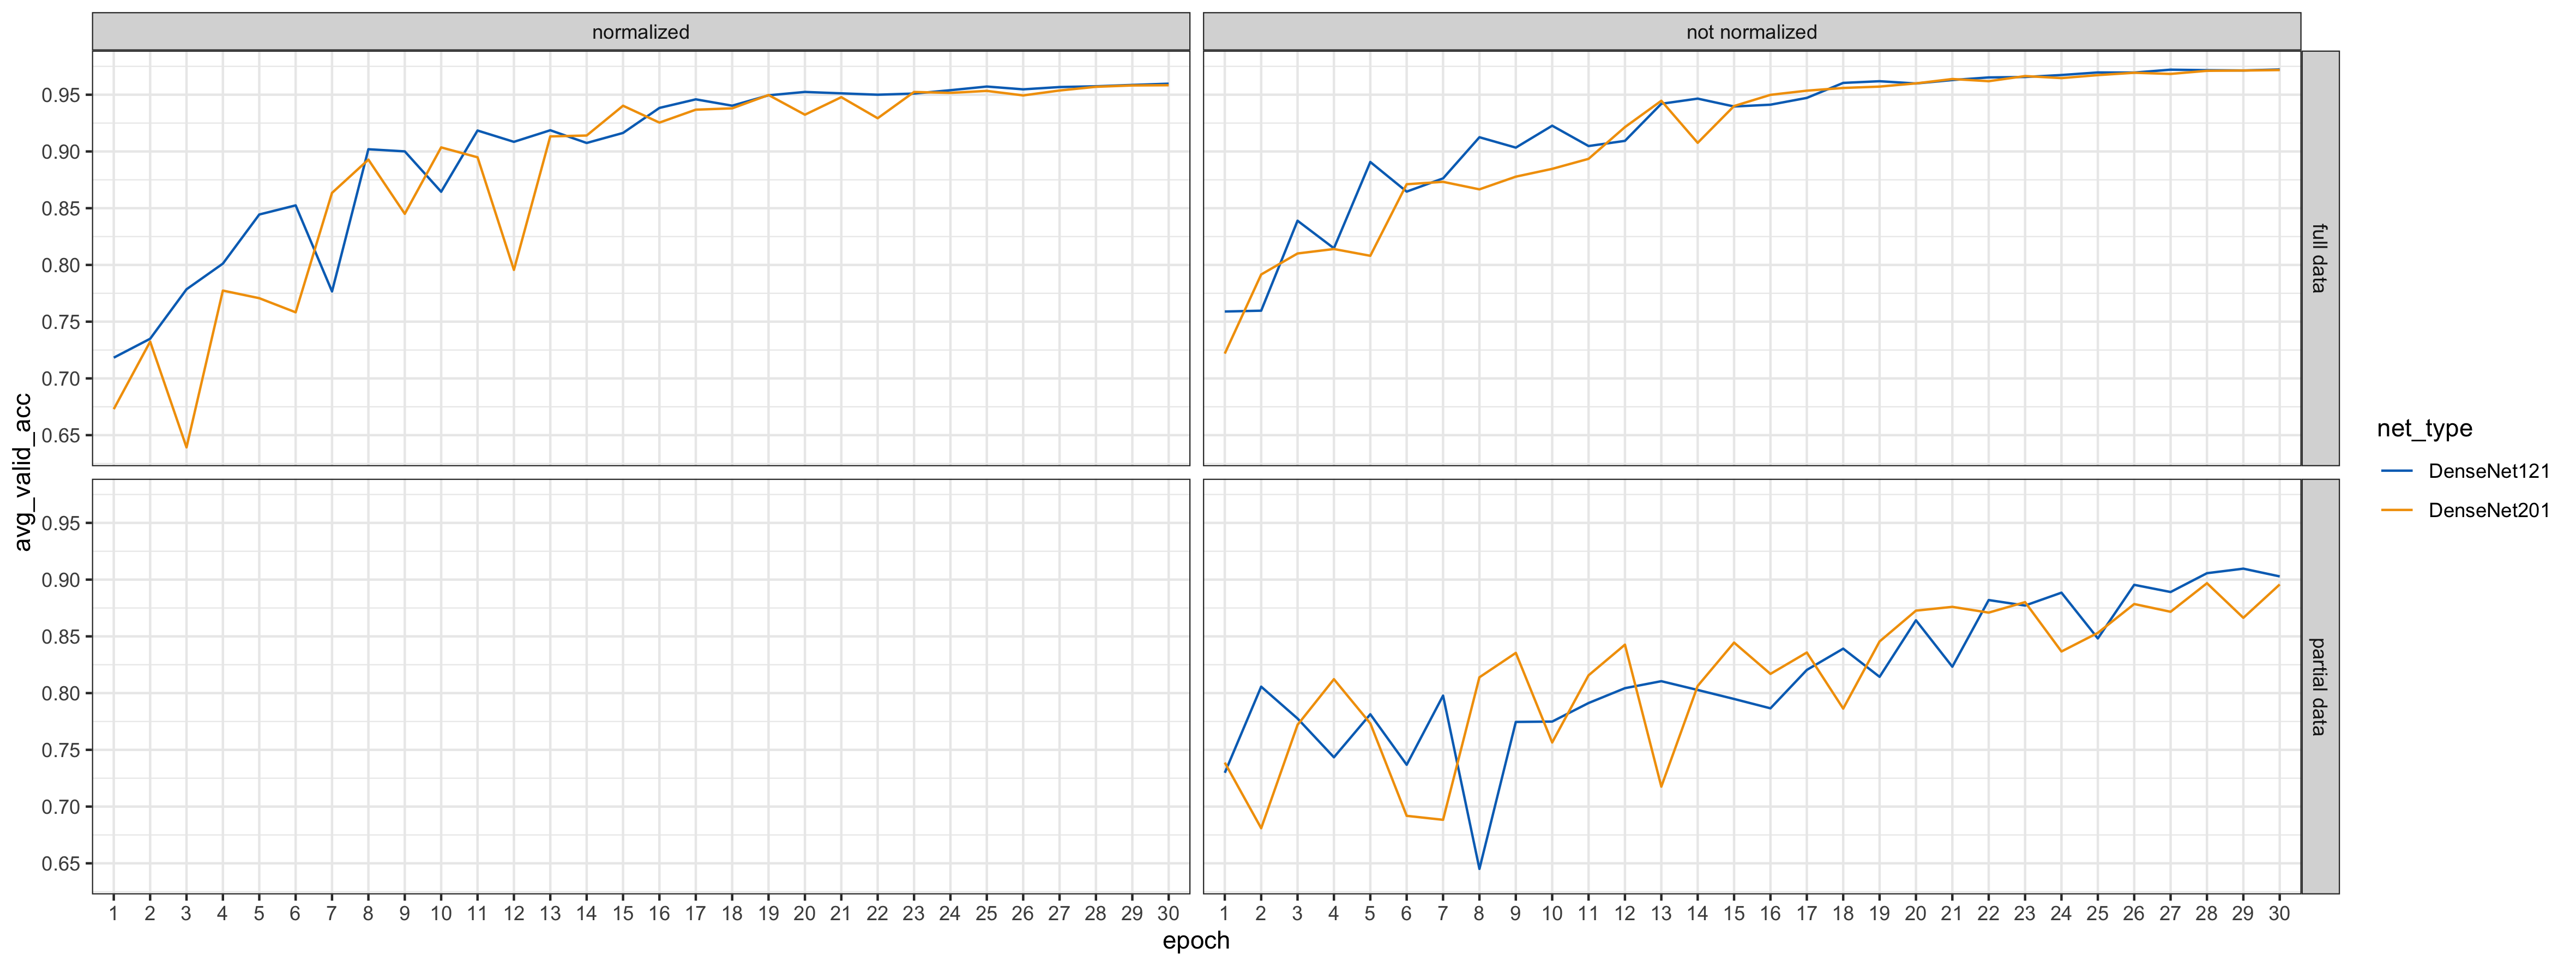 normalized
not normalized
0.95
0.90
0.85
0.80
0.75
0.70
0.65
full data
0.95
0.90
0.85
0.80
0.75
0.70
0.65
partial data
avg_valid_acc
1 2 3 4 5 6 7 8 9 10 11 12 13 14 15 16 17 18 19 20 21 22 23 24 25 26 27 28 29 30
1 2 3 4 5 6 7 8 9 10 11 12 13 14 15 16 17 18 19 20 21 22 23 24 25 26 27 28 29 30
epoch
net_type
DenseNet121
DenseNet201